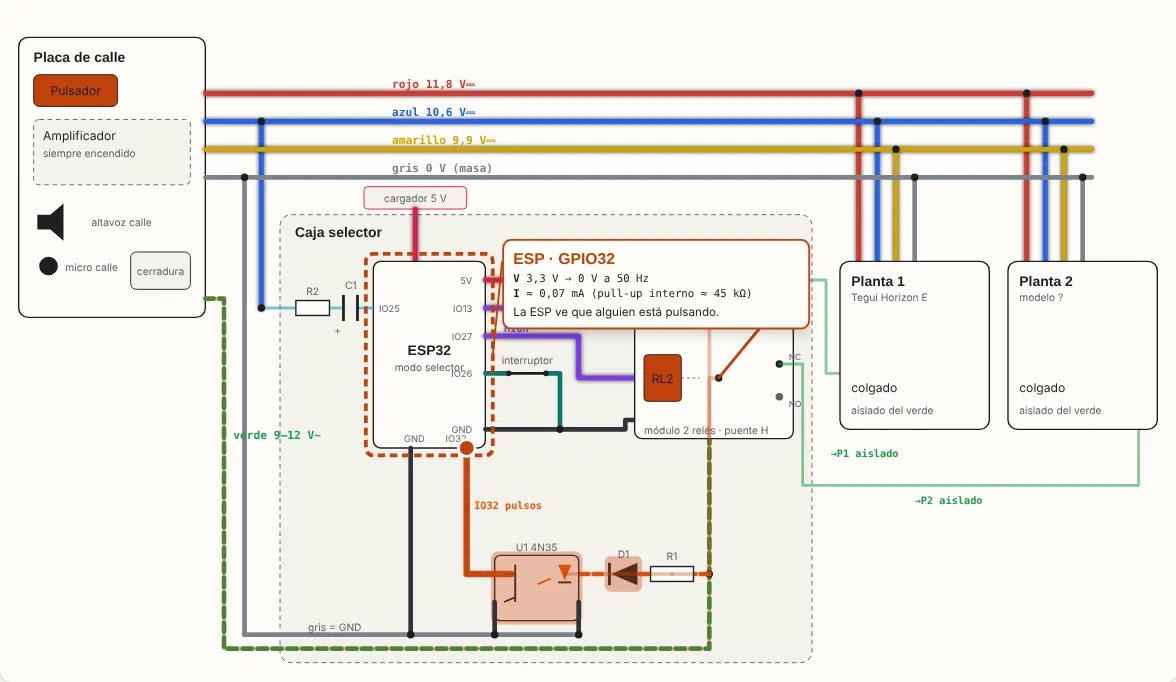 Placa de calle
Pulsador
Amplificador
siempre encendido
altavoz calle
micro calle
cerradura
rojo 11,8 V⎓
azul 10,6 V⎓
amarillo 9,9 V⎓
gris 0 V (masa)
cargador 5 V
Caja selector
R2
C1
+
IO25
5V
IO13
IO27
ESP32
modo selector
IO26
GND
GND
ESP · GPIO32
V 3,3 V → 0 V a 50 Hz
I ≈ 0,07 mA (pull-up interno ≈ 45 kΩ)
La ESP ve que alguien está pulsando.
interruptor
RL2
NC
NO
módulo 2 relés · puente H
Planta 1
Tegui Horizon E
colgado
aislado del verde
Planta 2
modelo ?
colgado
aislado del verde
verde 9–12 V~
→P1 aislado
→P2 aislado
IO32 pulsos
U1 4N35
D1
R1
gris = GND